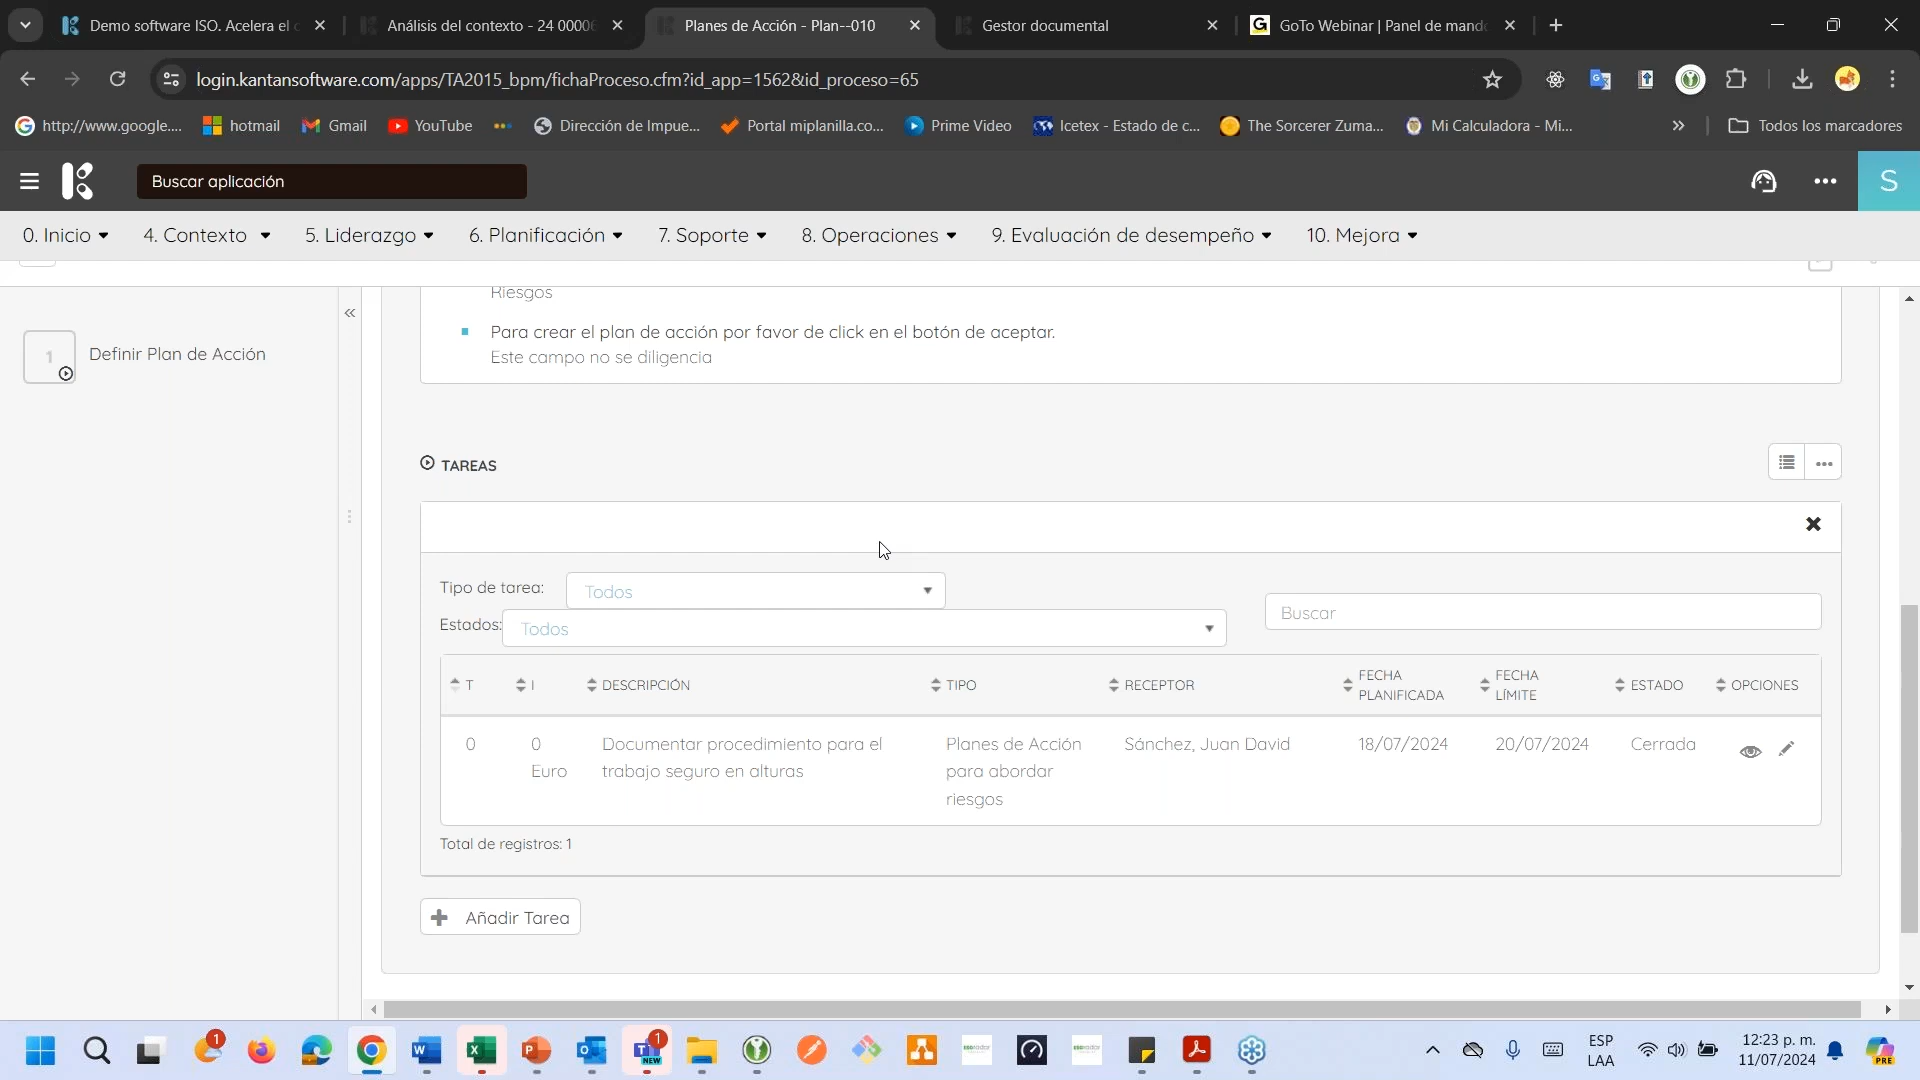 Demo software ISO. Acelera el c
Análisis del contexto - 24 00006
Planes de Acción - Plan--010
Gestor documental
G GoTo Webinar | Panel de mando
login.kantansoftware.com/apps/TA2015_bpm/fichaProceso.cfm?id_app=1562&id_proceso=65
http://www.google....
hotmail
Gmail
YouTube
Dirección de Impue...
Portal miplanilla.co...
Prime Video
Icetex - Estado de c...
The Sorcerer Zuma...
Mi Calculadora - Mi...
Todos los marcadores
Buscar aplicación
S
0. Inicio
4. Contexto
5. Liderazgo
6. Planificación
7. Soporte
8. Operaciones
9. Evaluación de desempeño
10. Mejora
Riesgos
Para crear el plan de acción por favor de click en el botón de aceptar.
Este campo no se diligencia
1 Definir Plan de Acción
TAREAS
Tipo de tarea: Todos
Estados: Todos
Buscar
T I DESCRIPCIÓN TIPO RECEPTOR FECHA PLANIFICADA FECHA LÍMITE ESTADO OPCIONES
0 0 Documentar procedimiento para el Planes de Acción Sánchez, Juan David 18/07/2024 20/07/2024 Cerrada
Euro trabajo seguro en alturas para abordar
riesgos
Total de registros: 1
Añadir Tarea
1
1
NEW
ESP
LAA
12:23 p. m.
11/07/2024
PRE